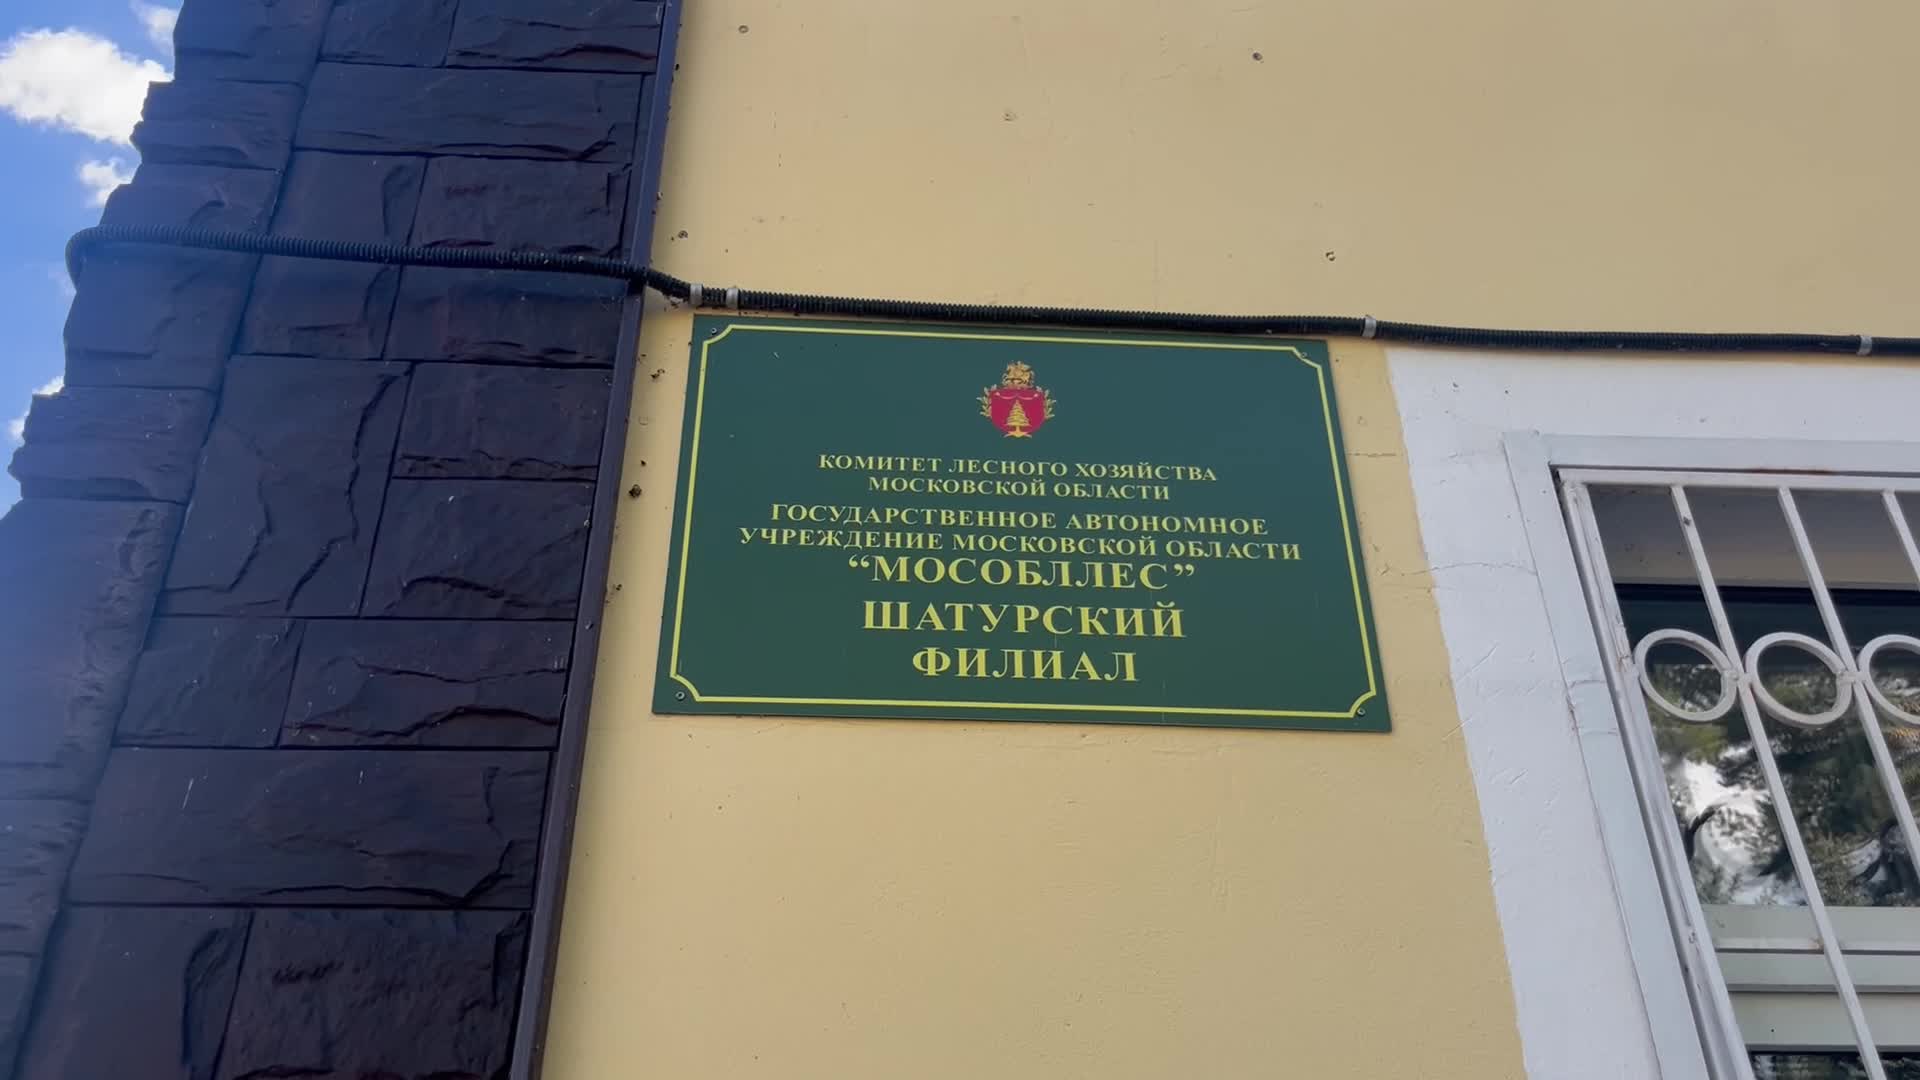 КОМИТЕТ ЛЕСНОГО ХОЗЯЙСТВА
МОСКОВСКОЙ ОБЛАСТИ
ГОСУДАРСТВЕННОЕ АВТОНОМНОЕ
УЧРЕЖДЕНИЕ МОСКОВСКОЙ ОБЛАСТИ
“МОСОБЛЛЕС”
ШАТУРСКИЙ
ФИЛИАЛ